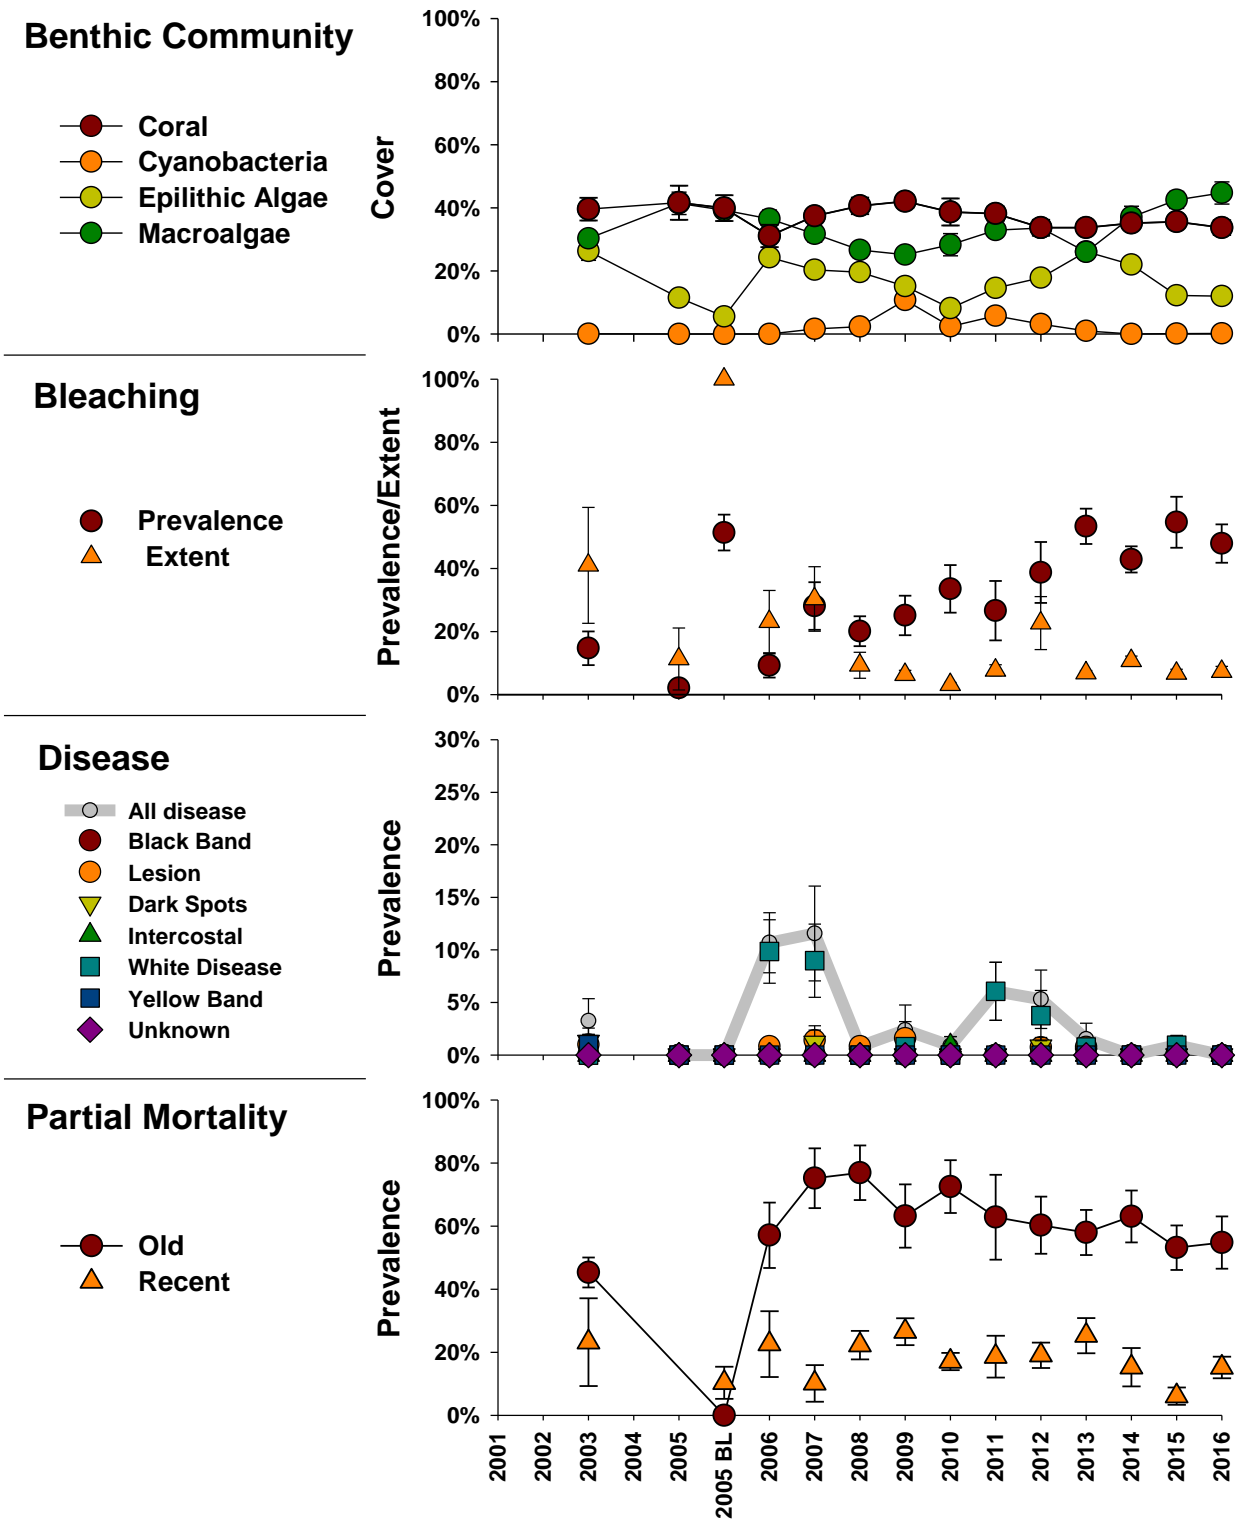 Benthic Community
Coral
Cyanobacteria
Epilithic Algae
Macroalgae
Cover
100%
80%
60%
40%
20%
0%
Bleaching
Prevalence
Extent
Prevalence/Extent
100%
80%
60%
40%
20%
0%
Disease
All disease
Black Band
Lesion
Dark Spots
Intercostal
White Disease
Yellow Band
Unknown
Prevalence
30%
25%
20%
15%
10%
5%
0%
Partial Mortality
Old
Recent
Prevalence
100%
80%
60%
40%
20%
0%
2001
2002
2003
2004
2005
2005 BL
2006
2007
2008
2009
2010
2011
2012
2013
2014
2015
2016